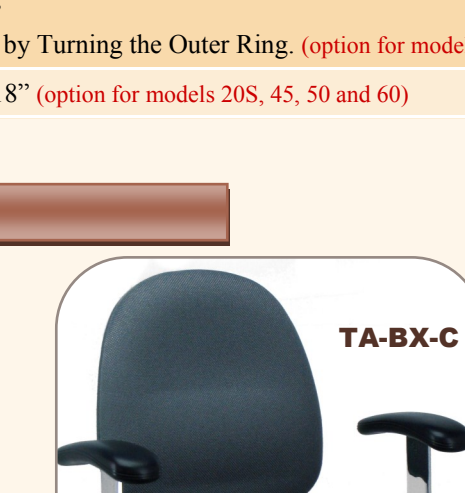 by Turning the Outer Ring. (option for mode
8” (option for models 20S, 45, 50 and 60)
TA-BX-C